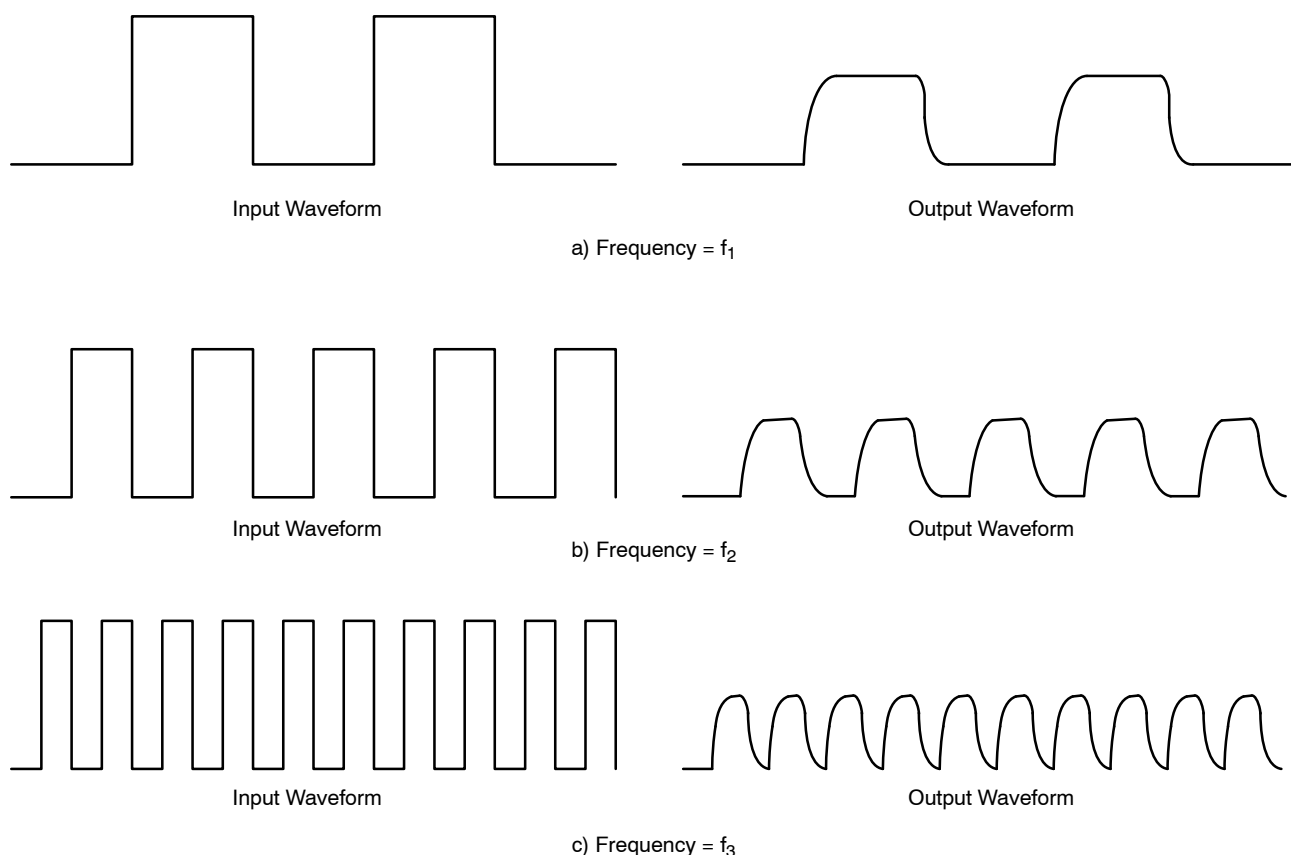 Input Waveform
Output Waveform
a) Frequency = f₁
Input Waveform
Output Waveform
b) Frequency = f₂
Input Waveform
Output Waveform
c) Frequency = f₃